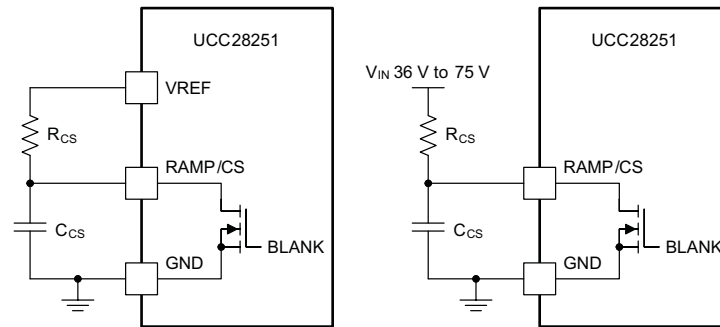 UCC28251
VREF
RCS
RAMP/CS
CCS
BLANK
GND
UCC28251
VIN 36 V to 75 V
RCS
RAMP/CS
CCS
GND
BLANK